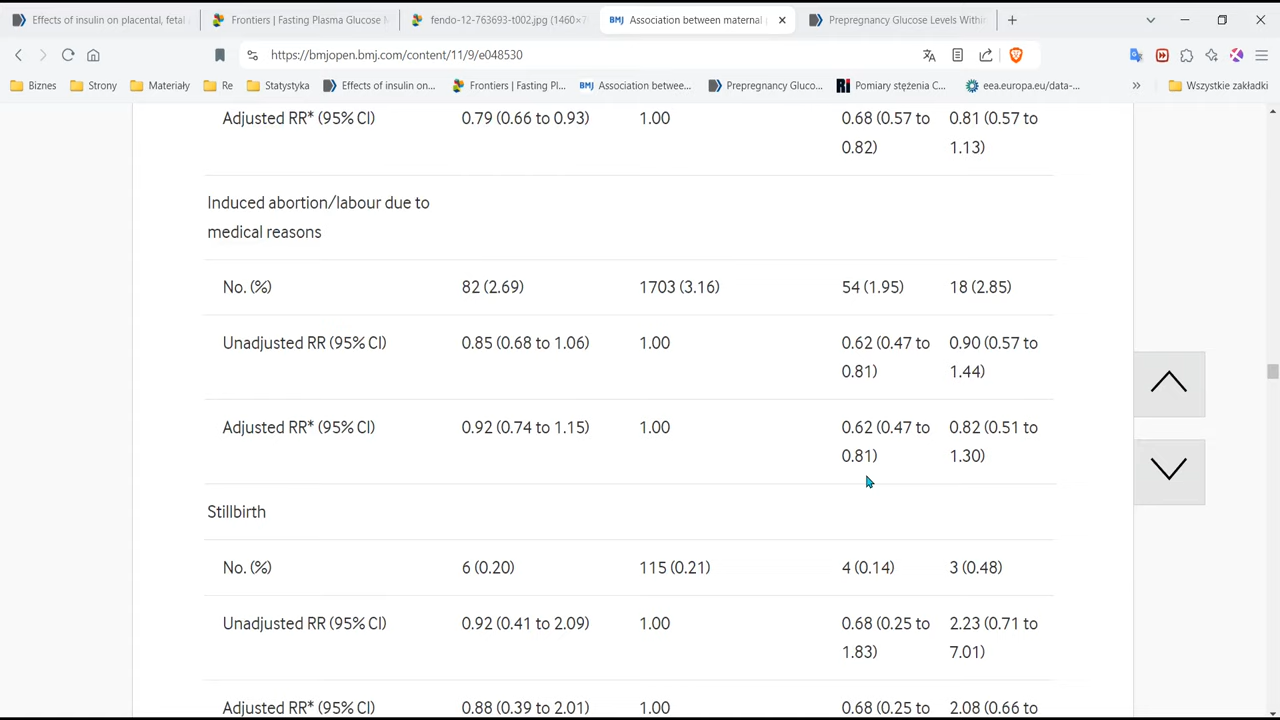 Effects of insulin on placental, fetal
Frontiers | Fasting Plasma Glucose
fendo-12-763693-t002.jpg (1460×7
BMJ Association between maternal
Prepregnancy Glucose Levels Within
https://bmjopen.bmj.com/content/11/9/e048530
Biznes
Strony
Materiały
Re
Statystyka
Effects of insulin on...
Frontiers | Fasting Pl...
BMJ Association betwee...
Prepregnancy Gluco...
Ri Pomiary stężenia C...
eea.europa.eu/data-...
»
Wszystkie zakładki
Adjusted RR* (95% CI) 0.79 (0.66 to 0.93) 1.00 0.68 (0.57 to 0.81 (0.57 to
0.82) 1.13)
Induced abortion/labour due to
medical reasons
No. (%) 82 (2.69) 1703 (3.16) 54 (1.95) 18 (2.85)
Unadjusted RR (95% CI) 0.85 (0.68 to 1.06) 1.00 0.62 (0.47 to 0.90 (0.57 to
0.81) 1.44)
Adjusted RR* (95% CI) 0.92 (0.74 to 1.15) 1.00 0.62 (0.47 to 0.82 (0.51 to
0.81) 1.30)
Stillbirth
No. (%) 6 (0.20) 115 (0.21) 4 (0.14) 3 (0.48)
Unadjusted RR (95% CI) 0.92 (0.41 to 2.09) 1.00 0.68 (0.25 to 2.23 (0.71 to
1.83) 7.01)
Adjusted RR* (95% CI) 0.88 (0.39 to 2.01) 1.00 0.68 (0.25 to 2.08 (0.66 to